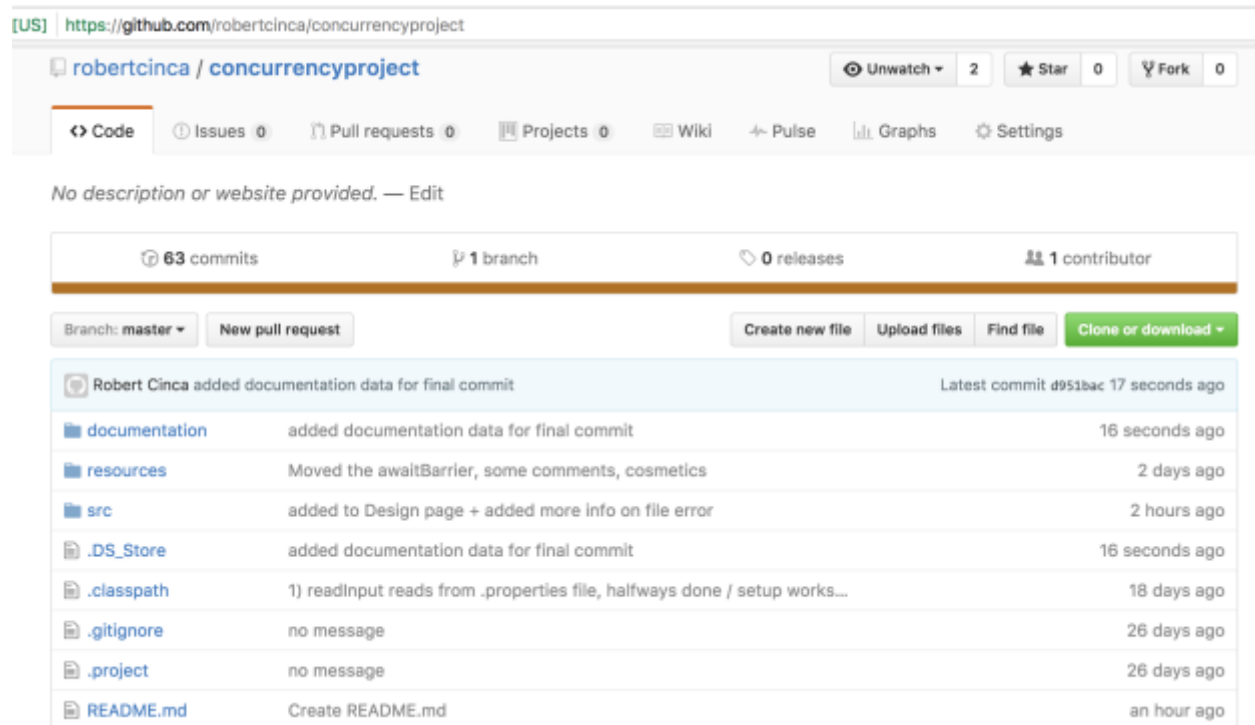 [US] https://github.com/robertcinca/concurrencyproject
robertcinca / concurrencyproject Unwatch 2 Star 0 Fork 0
Code Issues 0 Pull requests 0 Projects 0 Wiki Pulse Graphs Settings
No description or website provided. — Edit
63 commits 1 branch 0 releases 1 contributor
Branch: master New pull request Create new file Upload files Find file Clone or download
Robert Cinca added documentation data for final commit Latest commit d951bac 17 seconds ago
documentation added documentation data for final commit 16 seconds ago
resources Moved the awaitBarrier, some comments, cosmetics 2 days ago
src added to Design page + added more info on file error 2 hours ago
.DS_Store added documentation data for final commit 16 seconds ago
.classpath 1) readInput reads from .properties file, halfways done / setup works... 18 days ago
.gitignore no message 26 days ago
.project no message 26 days ago
README.md Create README.md an hour ago